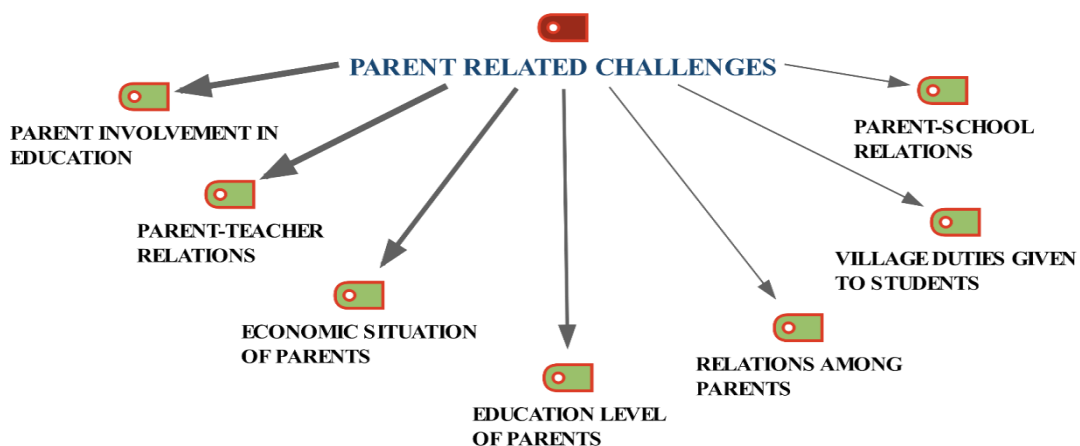 PARENT RELATED CHALLENGES
PARENT INVOLVEMENT IN
EDUCATION
PARENT-TEACHER
RELATIONS
ECONOMIC SITUATION
OF PARENTS
EDUCATION LEVEL
OF PARENTS
RELATIONS AMONG
PARENTS
VILLAGE DUTIES GIVEN
TO STUDENTS
PARENT-SCHOOL
RELATIONS